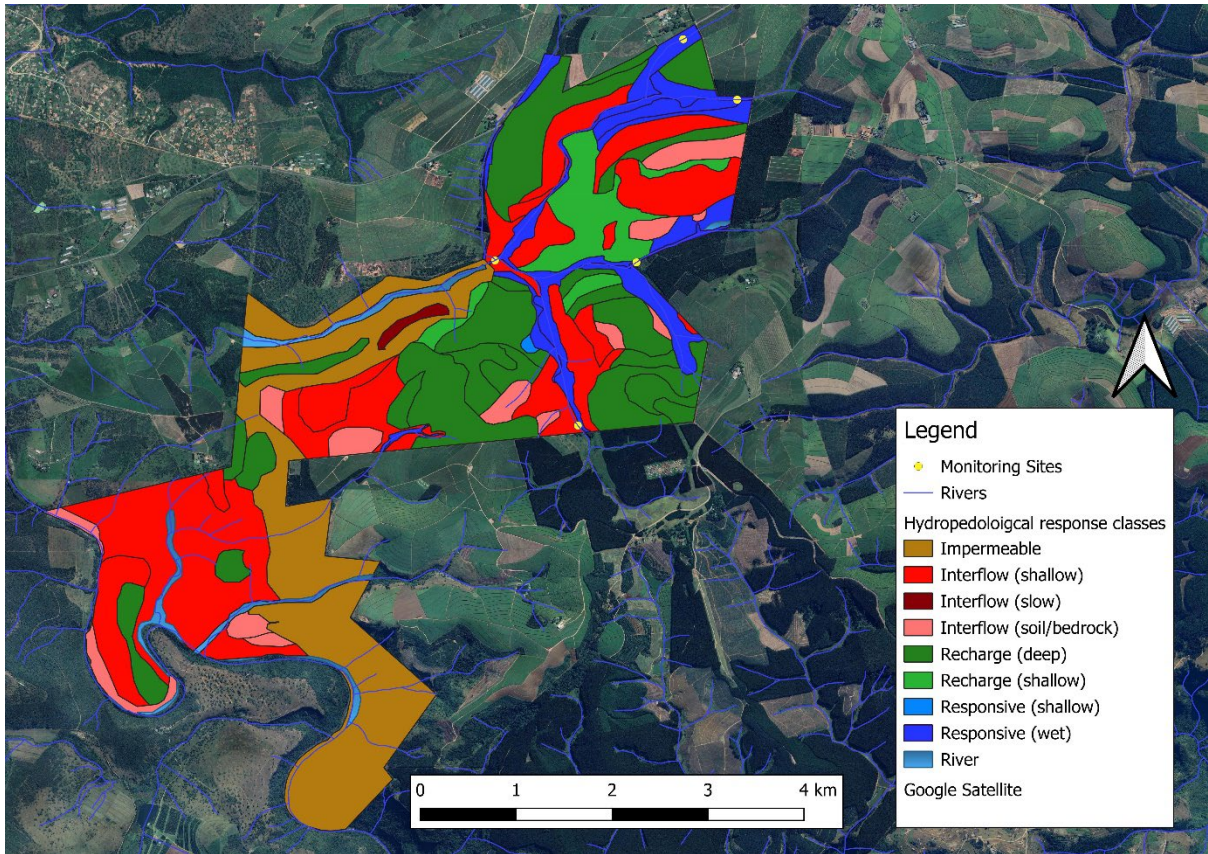 Legend
Monitoring Sites
Rivers
Hydropedoloigcal response classes
Impermeable
Interflow (shallow)
Interflow (slow)
Interflow (soil/bedrock)
Recharge (deep)
Recharge (shallow)
Responsive (shallow)
Responsive (wet)
River
Google Satellite
0 1 2 3 4 km